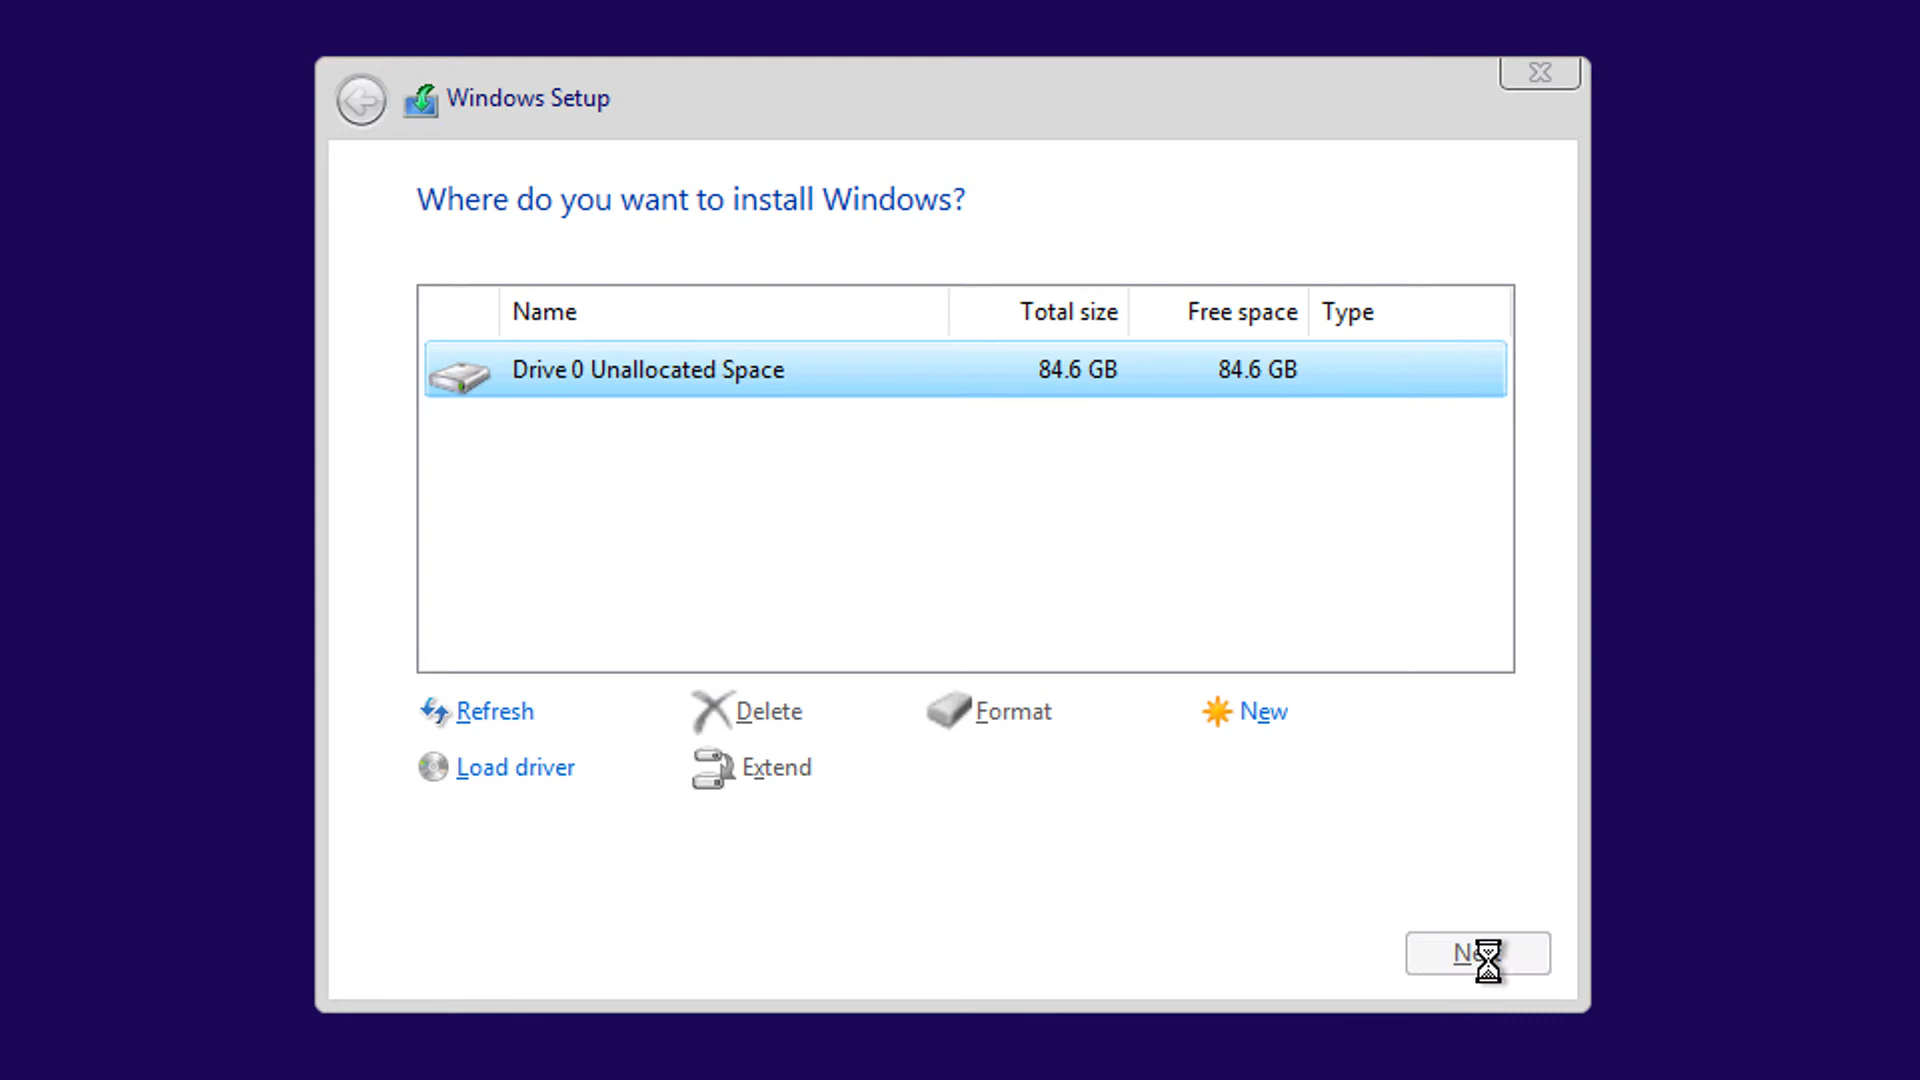 Windows Setup
Where do you want to install Windows?
Name Total size Free space Type
Drive 0 Unallocated Space 84.6 GB 84.6 GB
Refresh Delete Format New
Load driver Extend